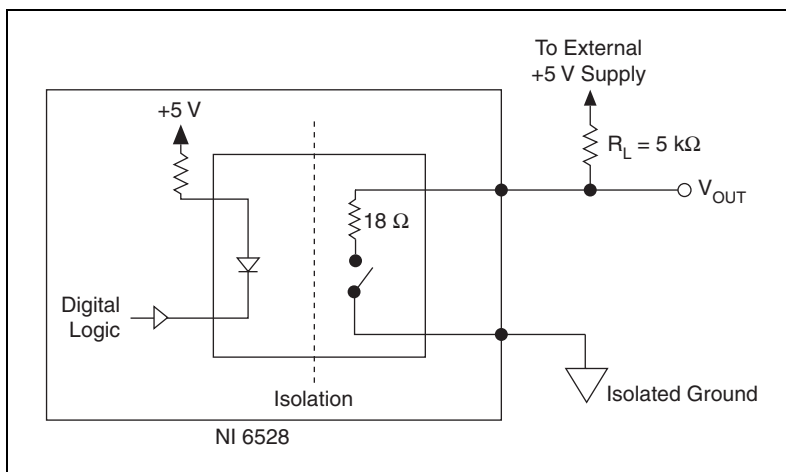 To External
+5 V Supply
+5 V
R_L = 5 kΩ
V_OUT
18 Ω
Digital
Logic
Isolation
Isolated Ground
NI 6528